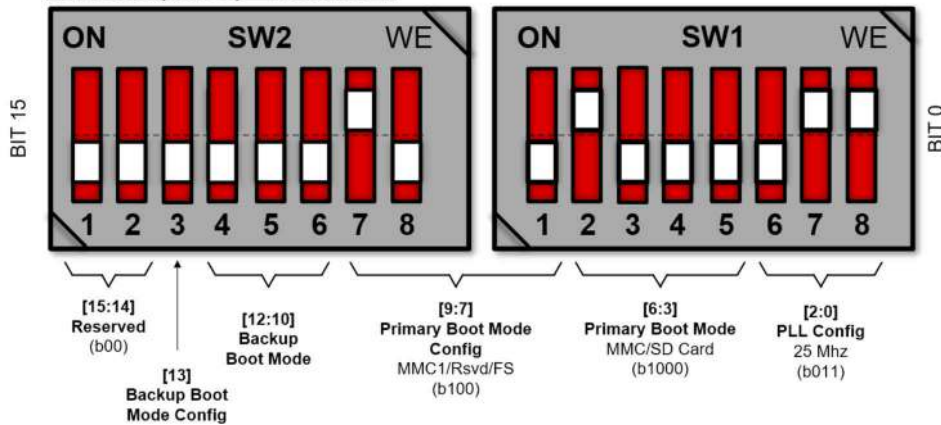 ON SW2 WE
ON SW1 WE
BIT 15
BIT 0
1 2 3 4 5 6 7 8
1 2 3 4 5 6 7 8
[15:14]
Reserved
(b00)
[13]
Backup Boot
Mode Config
[12:10]
Backup
Boot Mode
[9:7]
Primary Boot Mode
Config
MMC1/Rsvd/FS
(b100)
[6:3]
Primary Boot Mode
MMC/SD Card
(b1000)
[2:0]
PLL Config
25 Mhz
(b011)